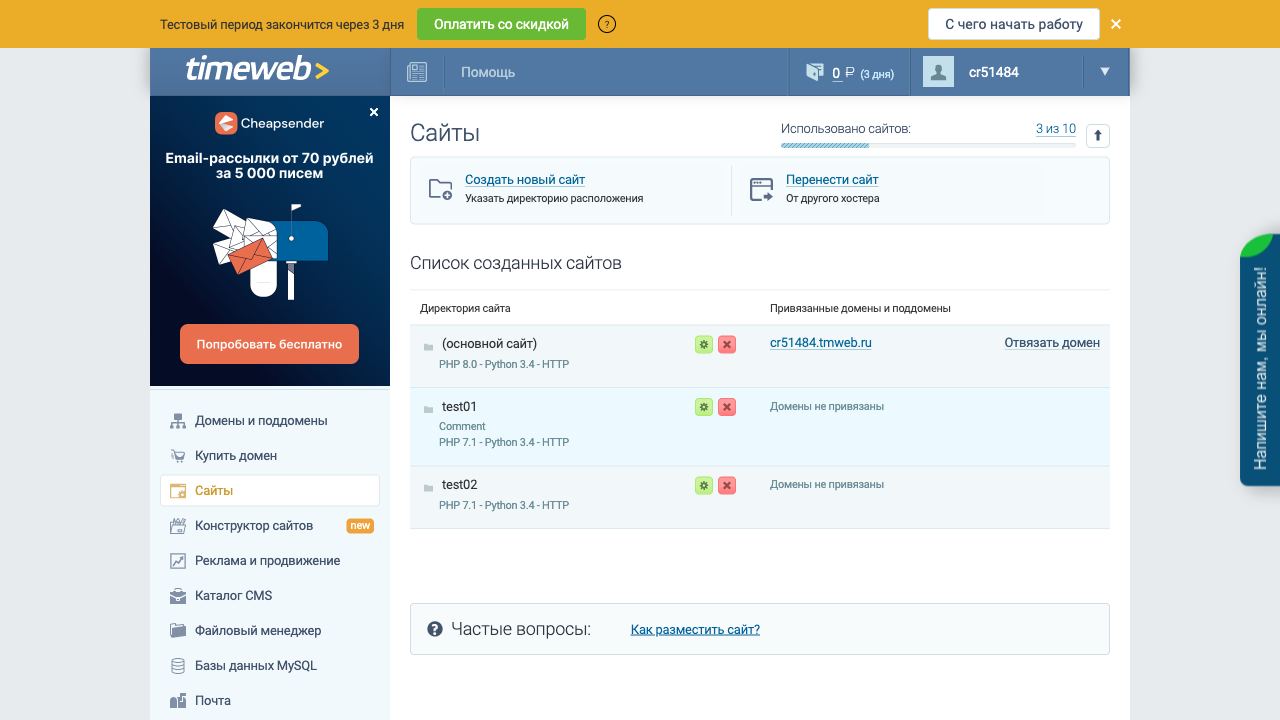 Тестовый период закончится через 3 дня
Оплатить со скидкой
?
С чего начать работу
timeweb
Помощь
0 ₽ (3 дня)
cr51484
Cheapsender
Email-рассылки от 70 рублей
за 5 000 писем
Попробовать бесплатно
Домены и поддомены
Купить домен
Сайты
Конструктор сайтов
new
Реклама и продвижение
Каталог CMS
Файловый менеджер
Базы данных MySQL
Почта
Сайты
Использовано сайтов:
3 из 10
Создать новый сайт
Указать директорию расположения
Перенести сайт
От другого хостера
Список созданных сайтов
Директория сайта
Привязанные домены и поддомены
(основной сайт)
PHP 8.0 - Python 3.4 - HTTP
cr51484.tmweb.ru
Отвязать домен
test01
Comment
PHP 7.1 - Python 3.4 - HTTP
Домены не привязаны
test02
PHP 7.1 - Python 3.4 - HTTP
Домены не привязаны
Частые вопросы:
Как разместить сайт?
Напишите нам, мы онлайн!